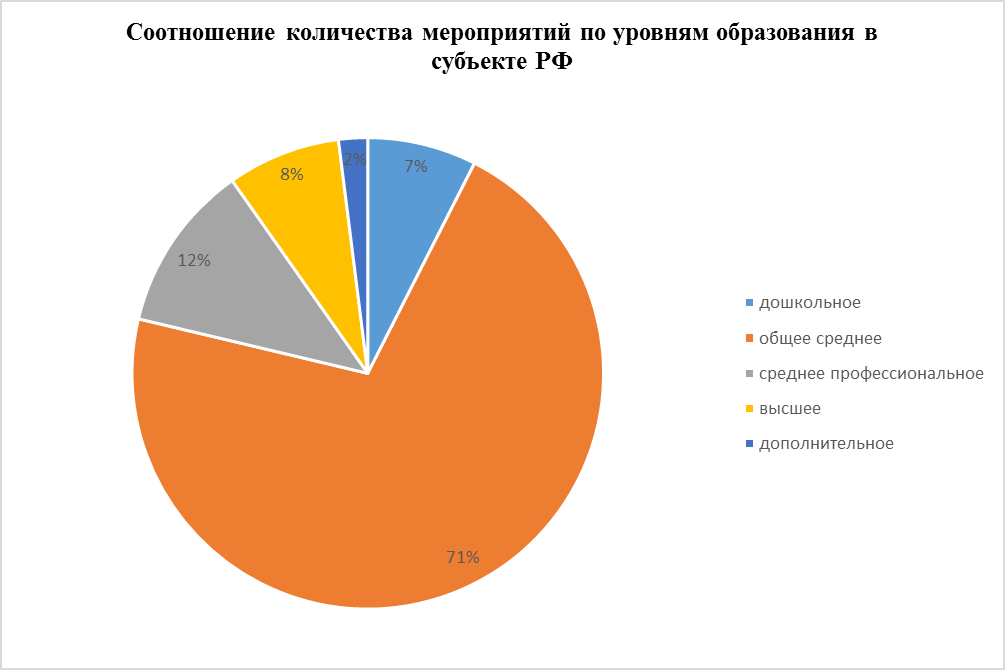 Соотношение количества мероприятий по уровням образования в
субъекте РФ
2%
7%
8%
12%
71%
дошкольное
общее среднее
среднее профессиональное
высшее
дополнительное